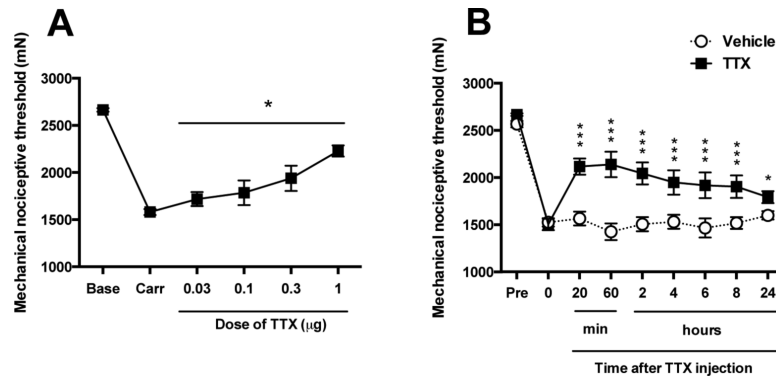 A
Mechanical nociceptive threshold (mN)
3000
2500
2000
1500
1000
*
Base Carr 0.03 0.1 0.3 1
Dose of TTX (μg)
B
Vehicle
TTX
Mechanical nociceptive threshold (mN)
3000
2500
2000
1500
1000
*** *** *** *** *** *** *
Pre 0 20 60 2 4 6 8 24
min hours
Time after TTX injection